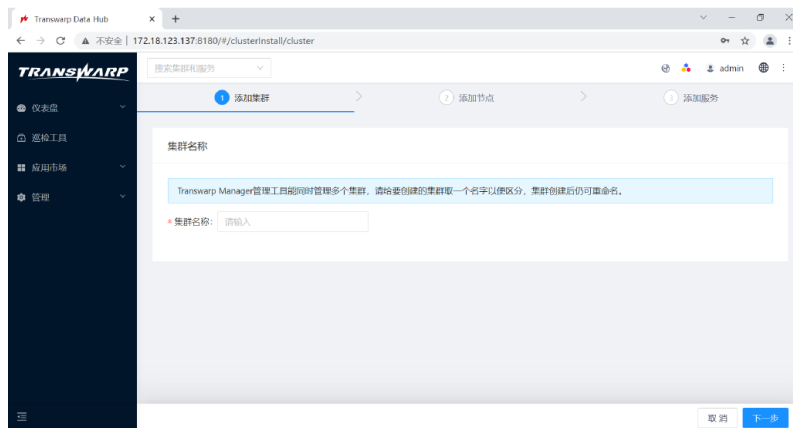 Transwarp Data Hub
不安全 | 172.18.123.137:8180/#/clusterInstall/cluster
TRANSWARP
搜索集群和服务
admin
仪表盘
巡检工具
应用市场
管理
1 添加集群
2 添加节点
3 添加服务
集群名称
Transwarp Manager管理工具能同时管理多个集群，请给要创建的集群取一个名字以便区分，集群创建后仍可重命名。
* 集群名称： 请输入
取消
下一步